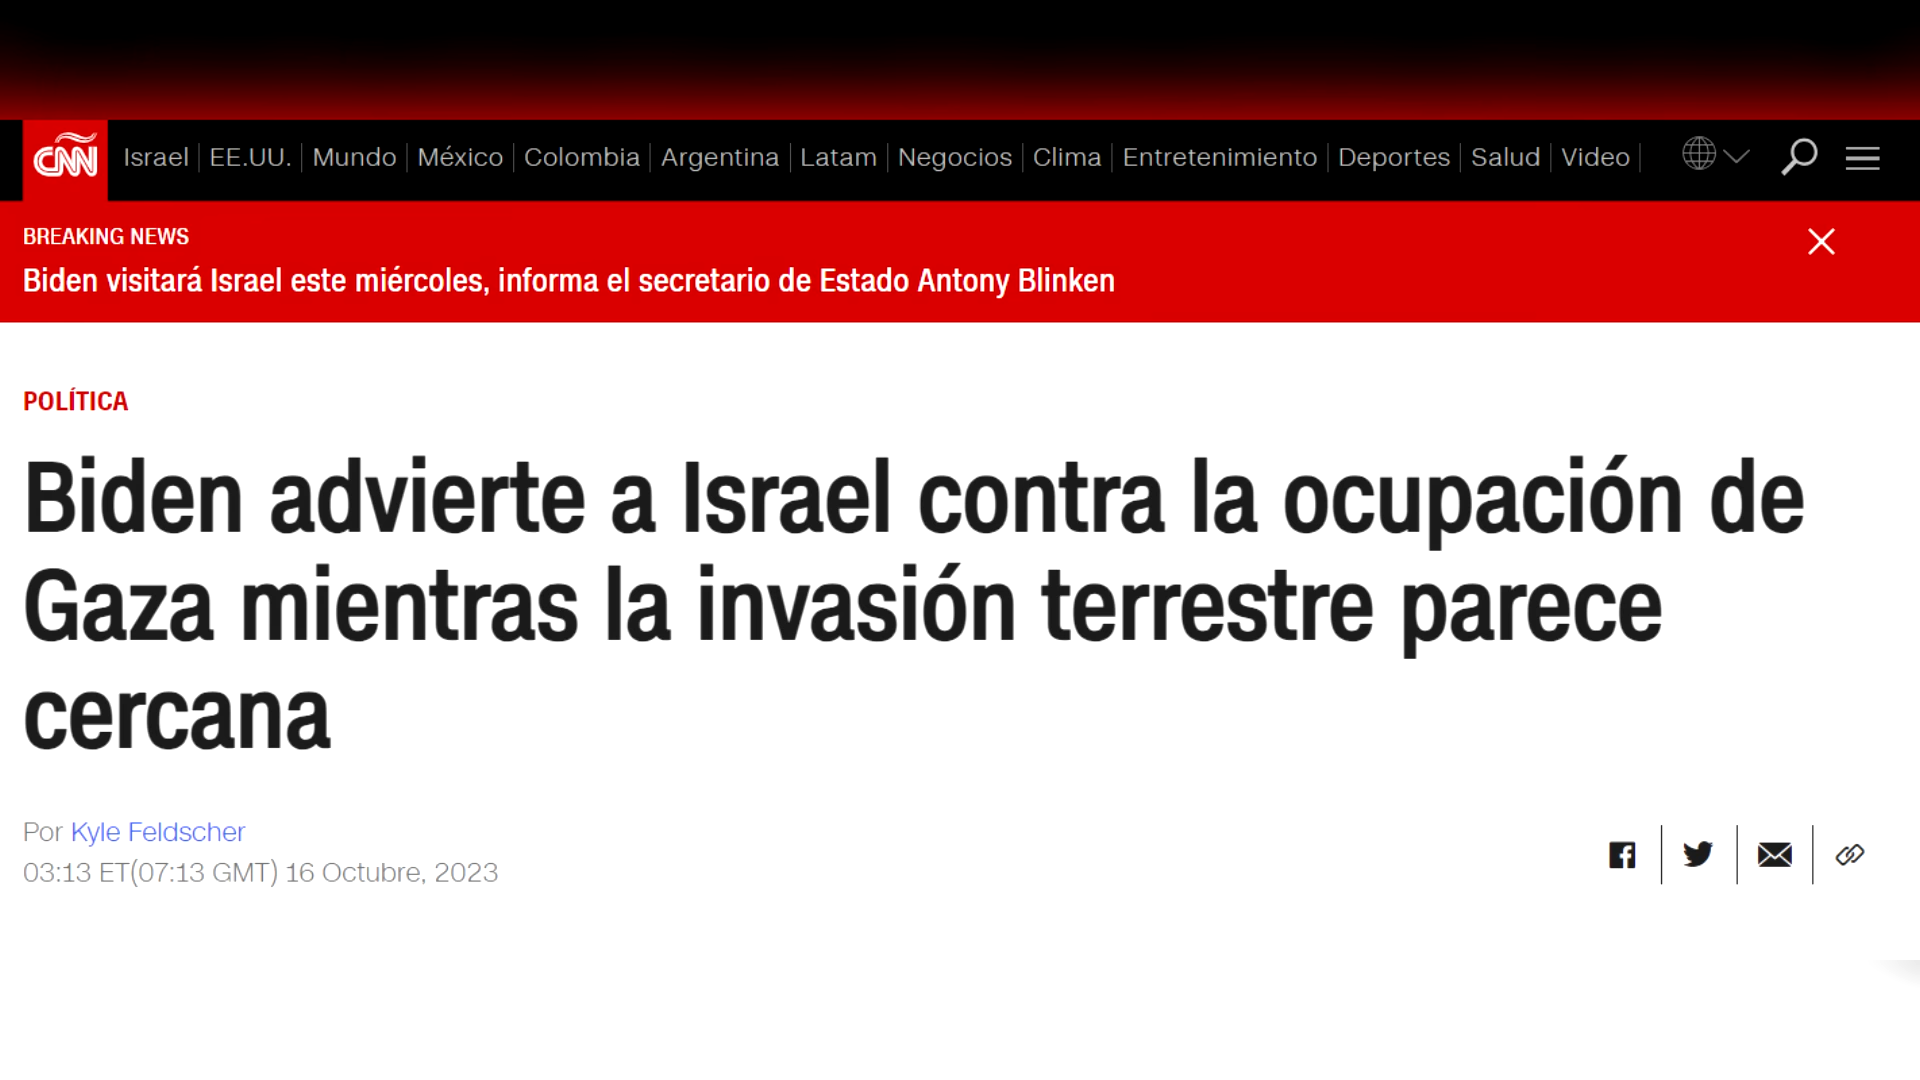 CNN Israel EE.UU. Mundo México Colombia Argentina Latam Negocios Clima Entretenimiento Deportes Salud Video
BREAKING NEWS
Biden visitará Israel este miércoles, informa el secretario de Estado Antony Blinken
POLÍTICA
Biden advierte a Israel contra la ocupación de
Gaza mientras la invasión terrestre parece
cercana
Por Kyle Feldscher
03:13 ET(07:13 GMT) 16 Octubre, 2023